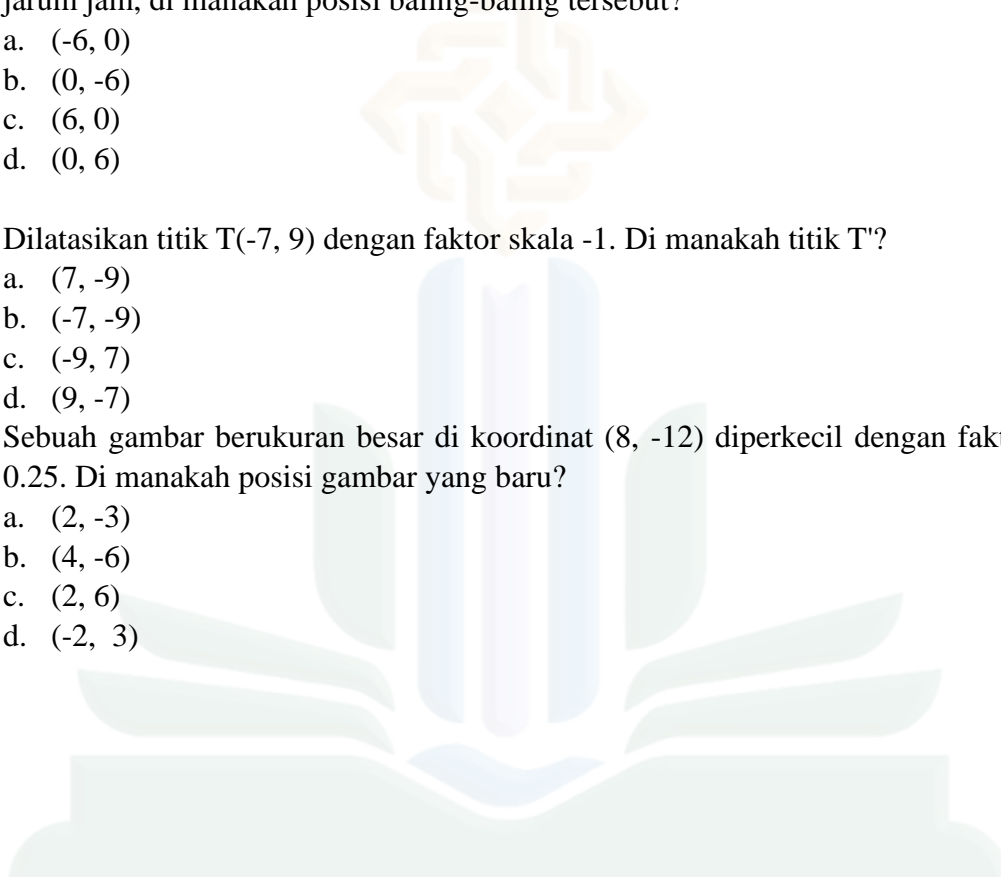 jarum jam, di manakah posisi baling-baling tersebut?
a. (-6, 0)
b. (0, -6)
c. (6, 0)
d. (0, 6)
Dilatasikan titik T(-7, 9) dengan faktor skala -1. Di manakah titik T'?
a. (7, -9)
b. (-7, -9)
c. (-9, 7)
d. (9, -7)
Sebuah gambar berukuran besar di koordinat (8, -12) diperkecil dengan
0.25. Di manakah posisi gambar yang baru?
a. (2, -3)
b. (4, -6)
c. (2, 6)
d. (-2, 3)